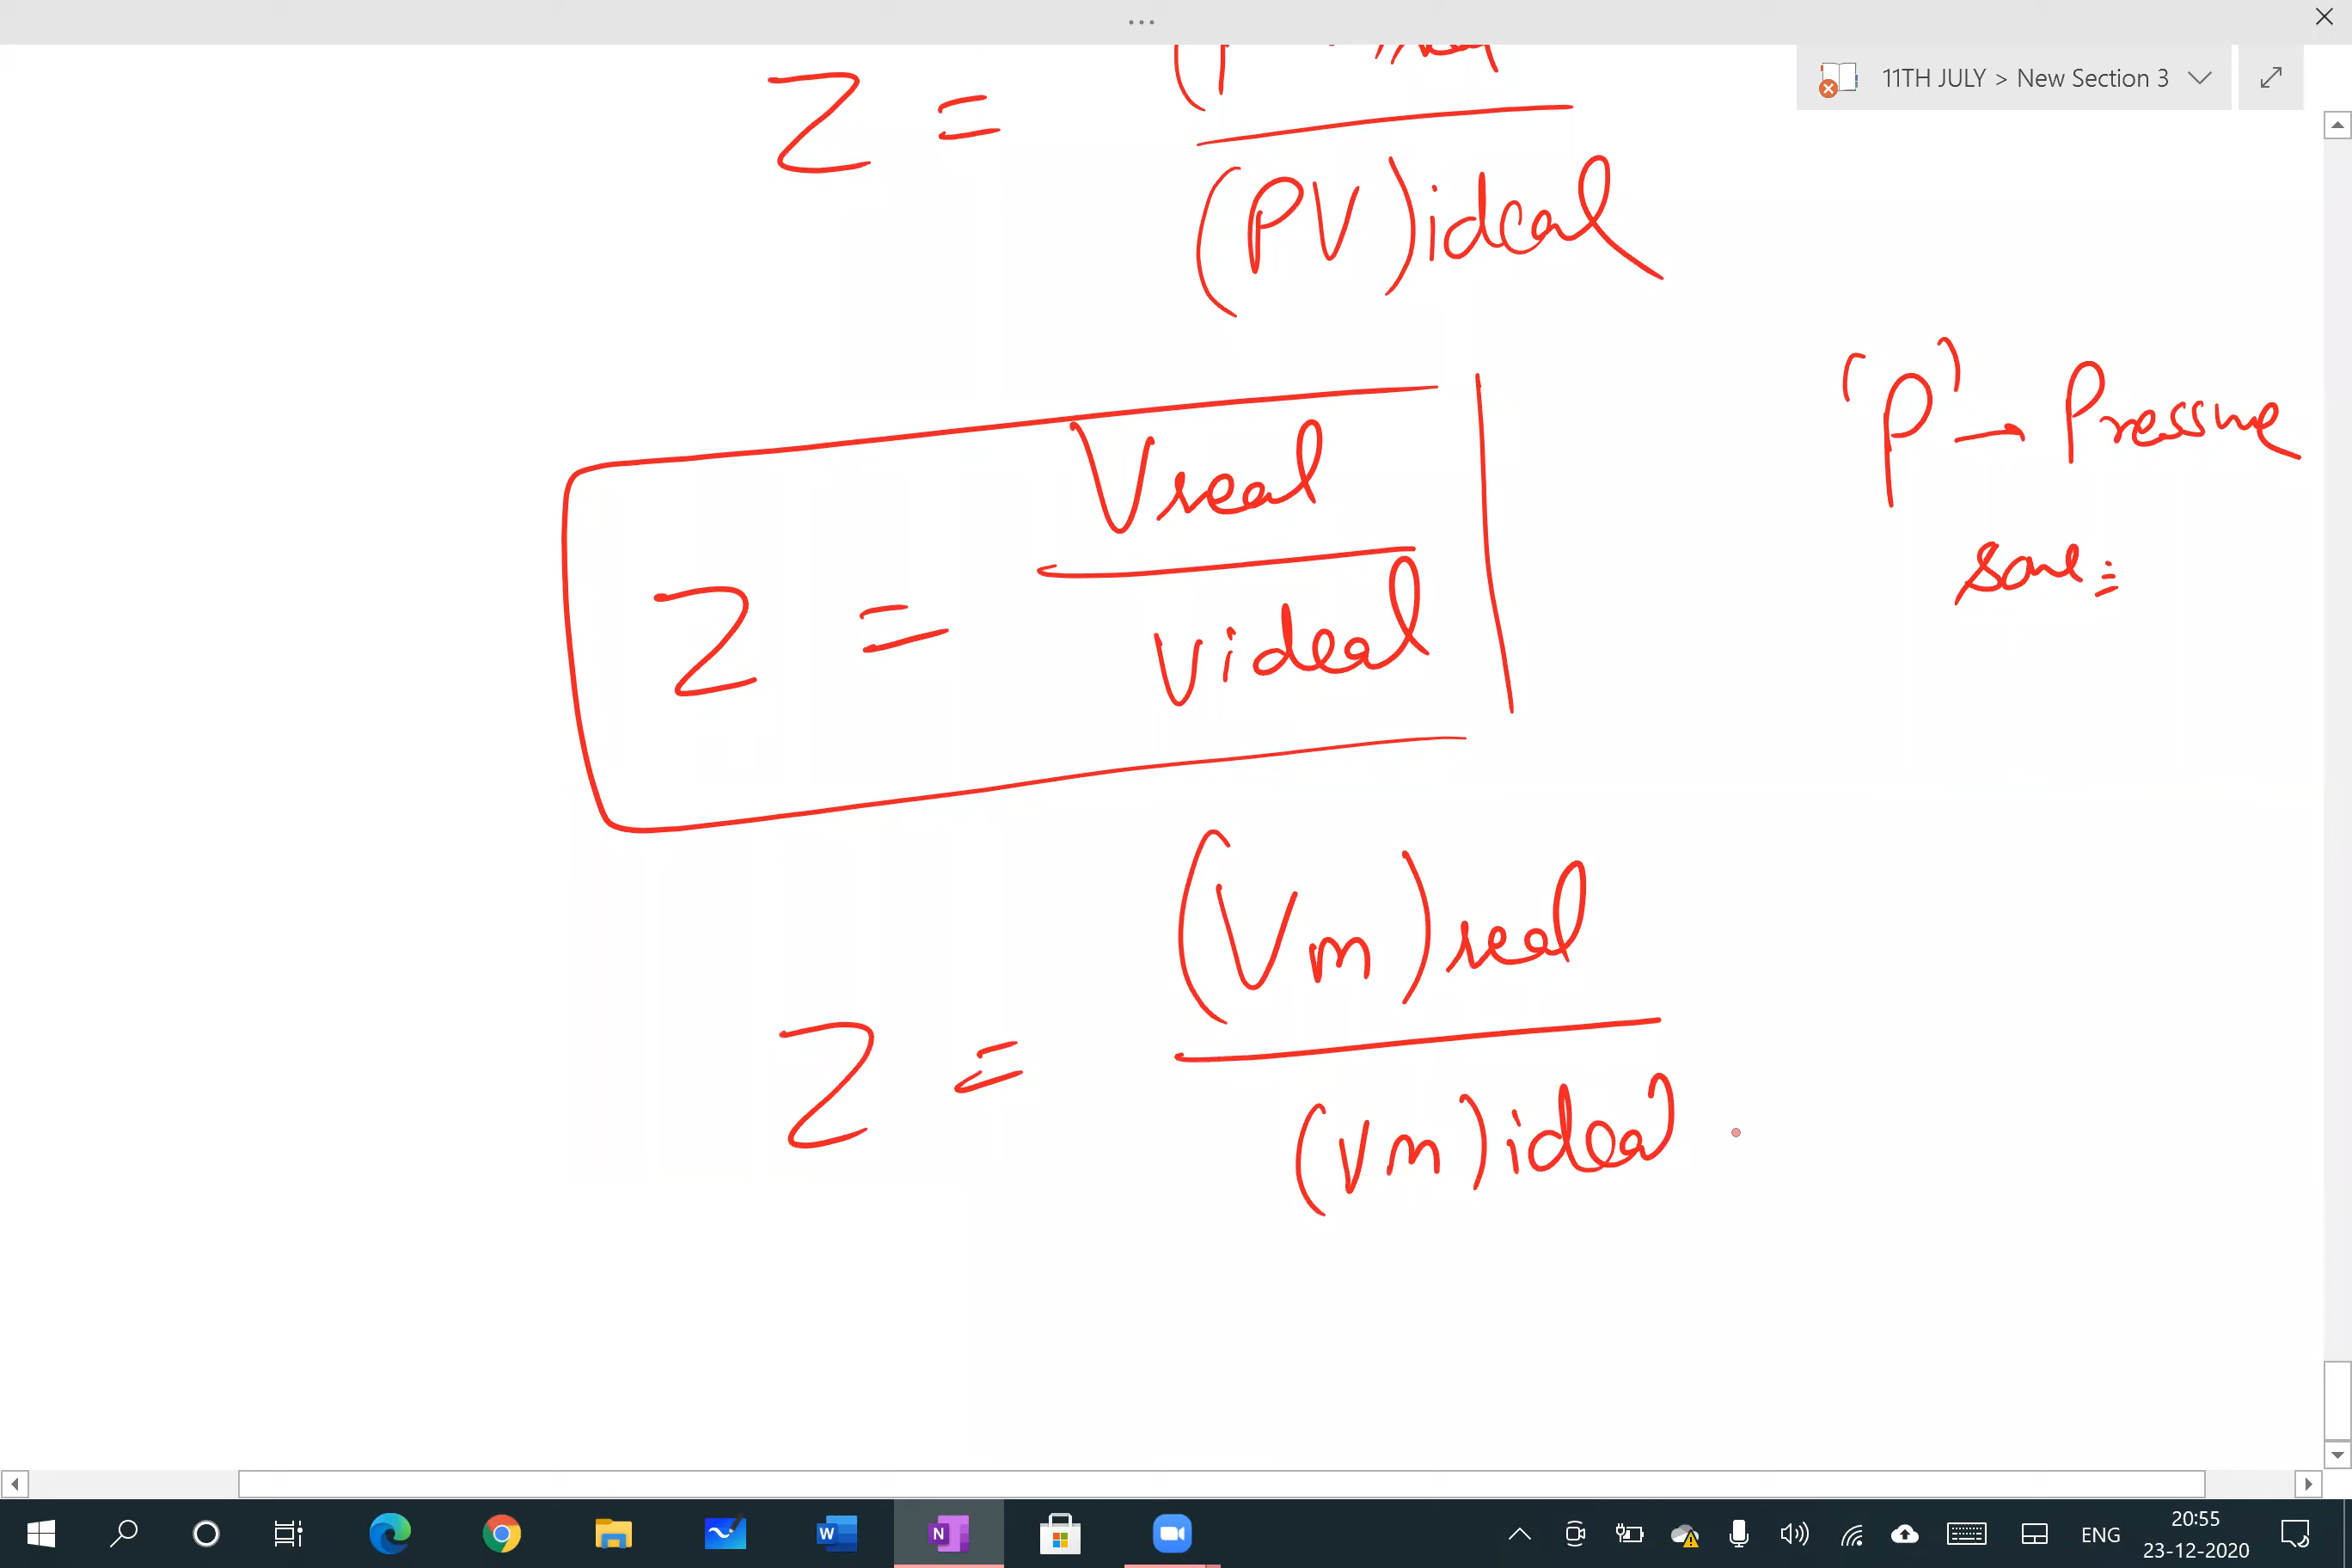 11TH JULY > New Section 3
Z = (PV)ideal
"P" - Pressure
Z = Vreal / Videal
Z = (Vm)real / (Vm)ideal
ENG
20:55
23-12-2020